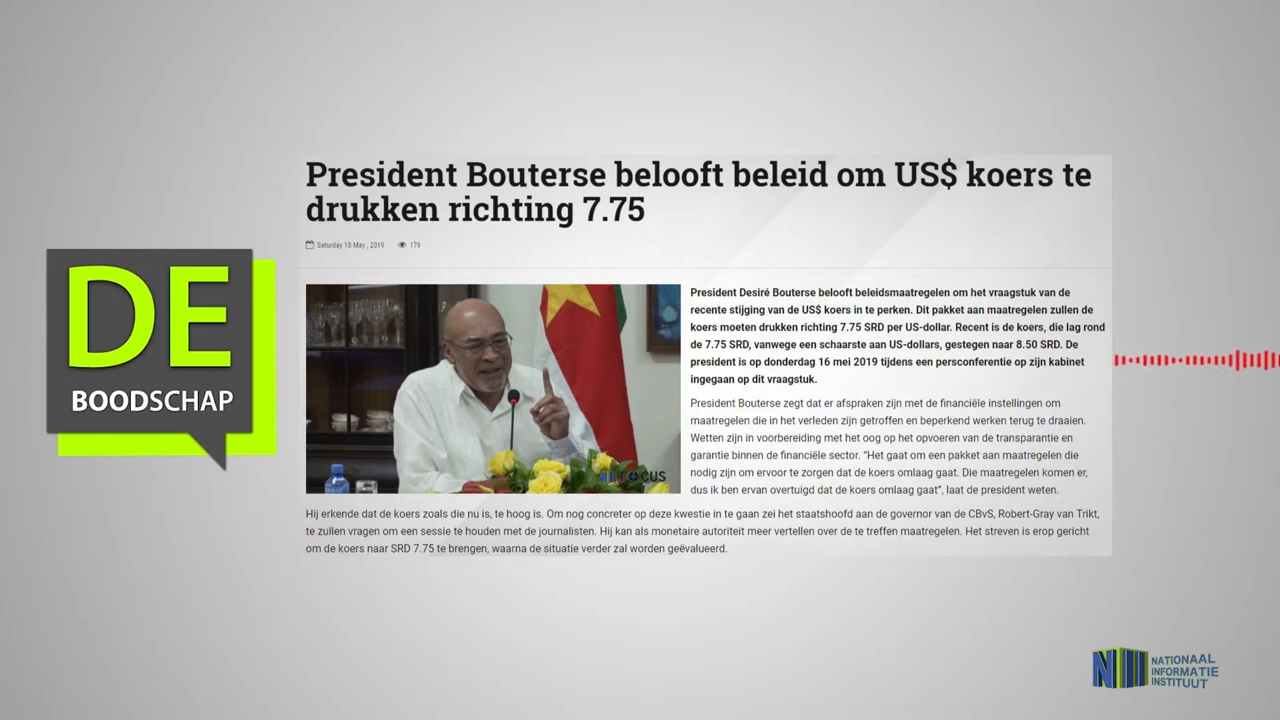 President Bouterse belooft beleid om US$ koers te
drukken richting 7.75
Saturday 18 May , 2019 179
DE
BOODSCHAP
President Desiré Bouterse belooft beleidsmaatregelen om het vraagstuk van de
recente stijging van de US$ koers in te perken. Dit pakket aan maatregelen zullen de
koers moeten drukken richting 7.75 SRD per US-dollar. Recent is de koers, die lag rond
de 7.75 SRD, vanwege een schaarste aan US-dollars, gestegen naar 8.50 SRD. De
president is op donderdag 16 mei 2019 tijdens een persconferentie op zijn kabinet
ingegaan op dit vraagstuk.
President Bouterse zegt dat er afspraken zijn met de financiële instellingen om
maatregelen die in het verleden zijn getroffen en beperkend werken terug te draaien.
Wetten zijn in voorbereiding met het oog op het opvoeren van de transparantie en
garantie binnen de financiële sector. “Het gaat om een pakket aan maatregelen die
nodig zijn om ervoor te zorgen dat de koers omlaag gaat. Die maatregelen komen er,
dus ik ben ervan overtuigd dat de koers omlaag gaat”, laat de president weten.
Hij erkende dat de koers zoals die nu is, te hoog is. Om nog concreter op deze kwestie in te gaan zei het staatshoofd aan de governor van de CBvS, Robert-Gray van Trikt,
te zullen vragen om een sessie te houden met de journalisten. Hij kan als monetaire autoriteit meer vertellen over de te treffen maatregelen. Het streven is erop gericht
om de koers naar SRD 7.75 te brengen, waarna de situatie verder zal worden geëvalueerd.
NII FOCUS
NII
NATIONAAL
INFORMATIE
INSTITUUT